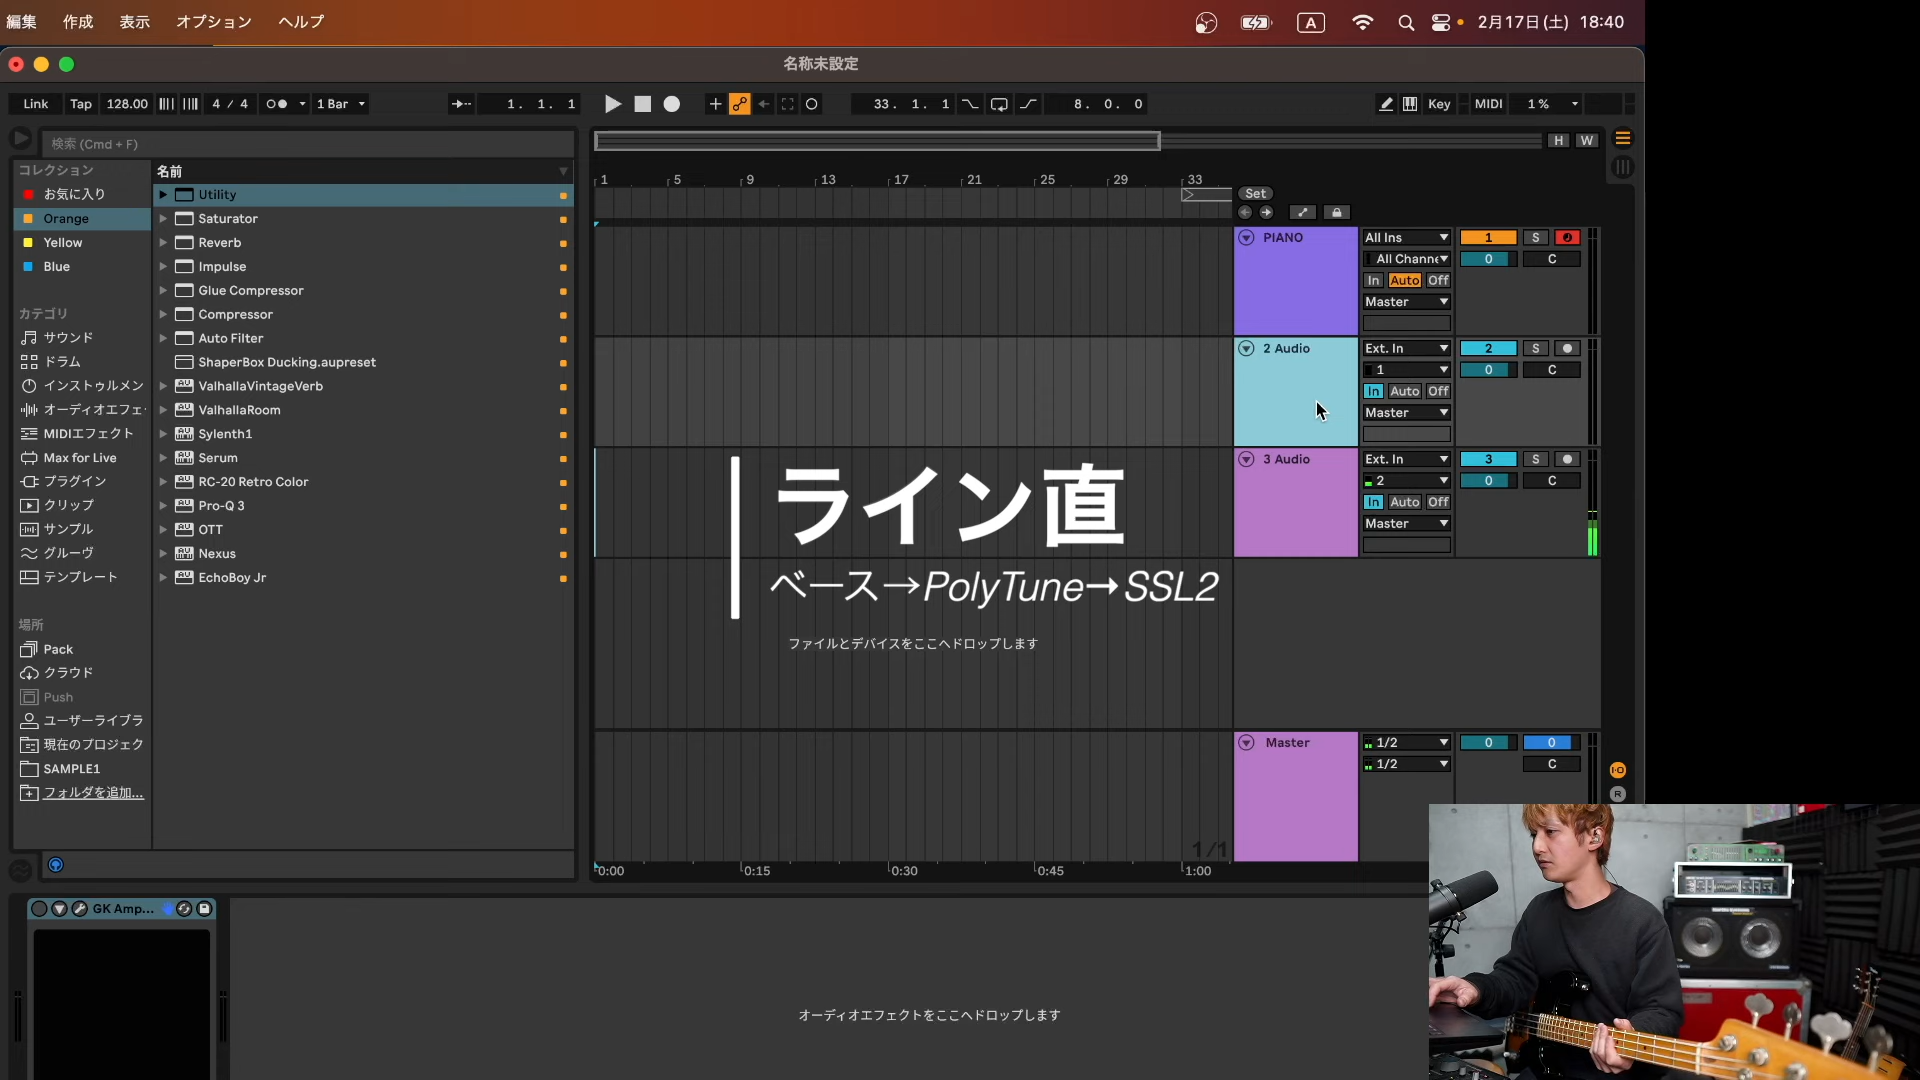 編集 作成 表示 オプション ヘルプ A 2月17日(土) 18:40
名称未設定
Link Tap 128.00 4 / 4 1 Bar 1. 1. 1 33. 1. 1 8. 0. 0 Key MIDI 1 %
検索 (Cmd + F) H W
コレクション 名前
お気に入り Utility
Orange Saturator
Yellow Reverb
Blue Impulse
Glue Compressor
カテゴリ Compressor
サウンド Auto Filter
ドラム ShaperBox Ducking.aupreset
インストゥルメン ValhallaVintageVerb
オーディオエフェ ValhallaRoom
MIDIエフェクト Sylenth1
Max for Live Serum
プラグイン RC-20 Retro Color
クリップ Pro-Q 3
サンプル OTT
グルーヴ Nexus
テンプレート EchoBoy Jr
場所
Pack
クラウド
Push
ユーザーライブラ
現在のプロジェク
SAMPLE1
フォルダを追加...
1 5 9 13 17 21 25 29 33
Set
PIANO All Ins 1 S
All Channe 0 C
In Auto Off
Master
2 Audio Ext. In 2 S
1 0 C
In Auto Off
Master
3 Audio Ext. In 3 S
2 0 C
In Auto Off
Master
ライン直
ベース→PolyTune→SSL2
ファイルとデバイスをここへドロップします
Master 1/2 0 0
1/2 C
R
1/1
0:00 0:15 0:30 0:45 1:00
GK Amp...
オーディオエフェクトをここへドロップします